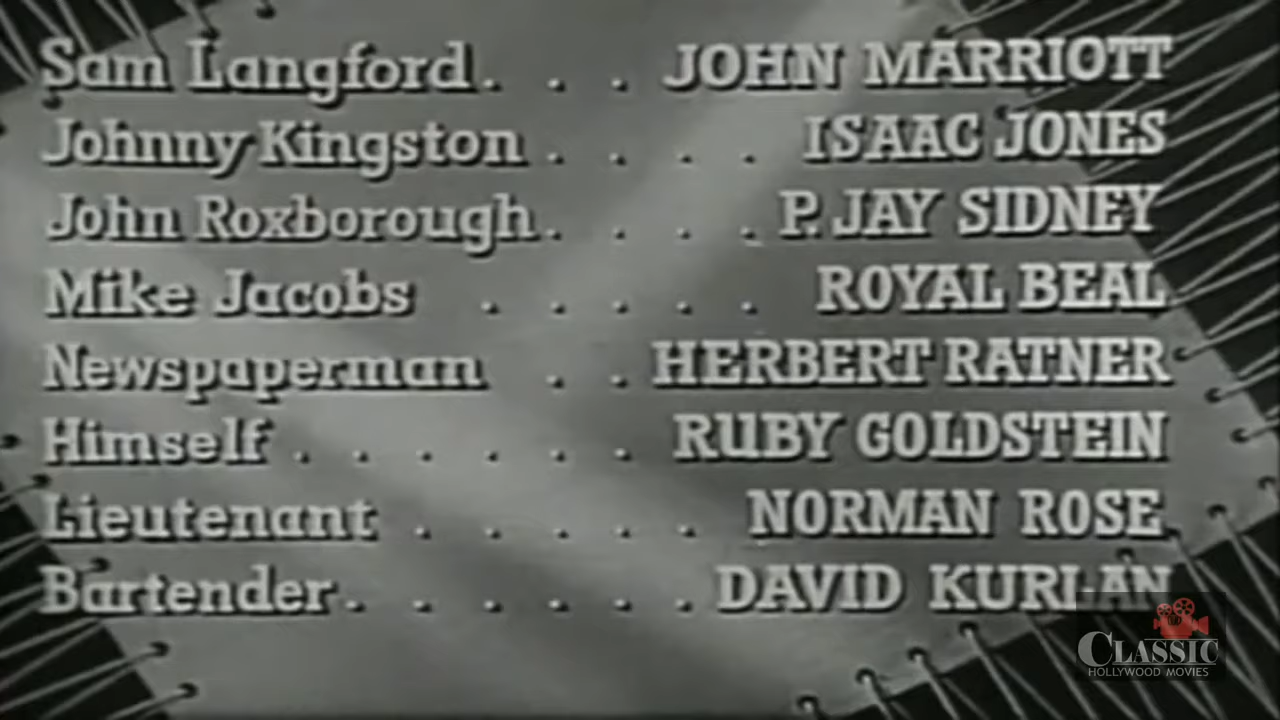 Sam Langford. . . JOHN MARRIOTT
Johnny Kingston . . . . ISAAC JONES
John Roxborough. . . . P. JAY SIDNEY
Mike Jacobs . . . . . ROYAL BEAL
Newspaperman . . HERBERT RATNER
Himself . . . . . . RUBY GOLDSTEIN
Lieutenant . . . . . NORMAN ROSE
Bartender. . . . . . DAVID KURLAN
CLASSIC
HOLLYWOOD MOVIES